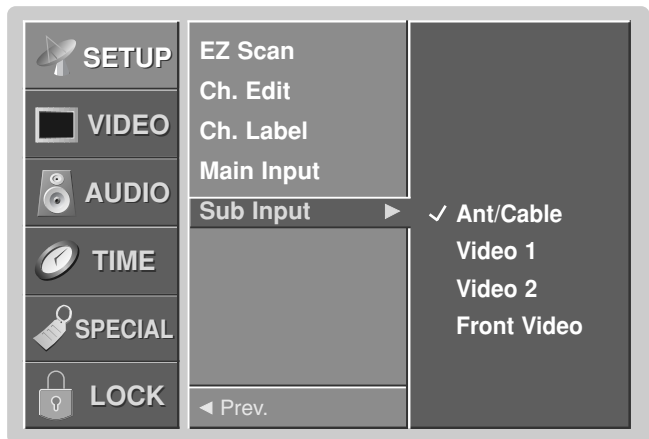 SETUP
VIDEO
AUDIO
TIME
SPECIAL
LOCK
EZ Scan
Ch. Edit
Ch. Label
Main Input
Sub Input ►
◄ Prev.
✓ Ant/Cable
Video 1
Video 2
Front Video